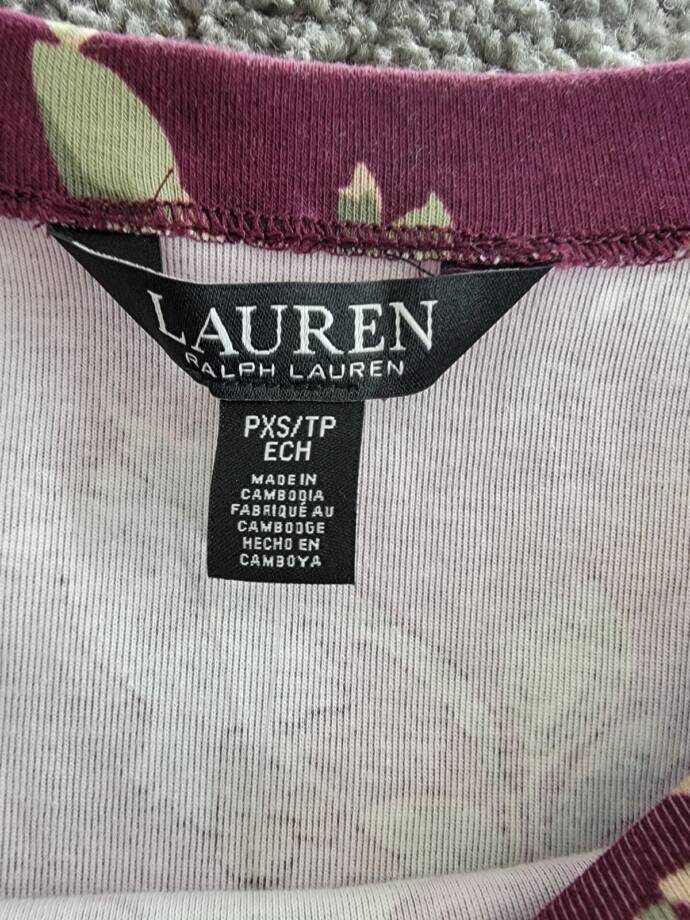 LAUREN
RALPH LAUREN
PXS/TP
ECH
MADE IN
CAMBODIA
FABRIQUÉ AU
CAMBODGE
HECHO EN
CAMBOYA